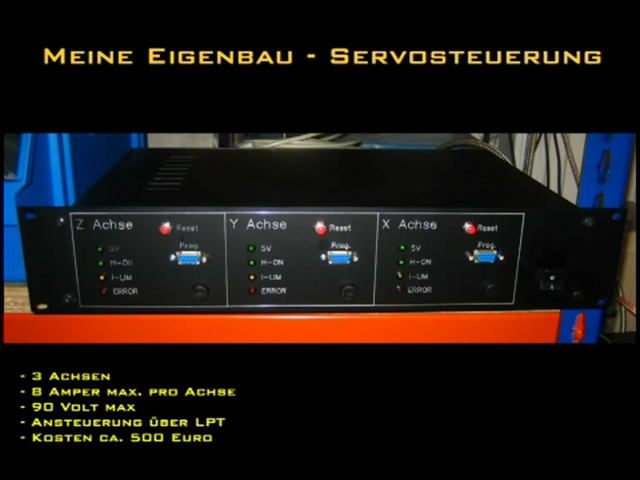 Meine Eigenbau - Servosteuerung
Z Achse
Reset
Prog.
5V
H-ON
I-LIM
ERROR
Y Achse
Reset
Prog.
5V
H-ON
I-LIM
ERROR
X Achse
Reset
Prog.
5V
H-ON
I-LIM
ERROR
- 3 Achsen
- 8 Amper max. pro Achse
- 90 Volt max
- Ansteuerung über LPT
- Kosten ca. 500 Euro